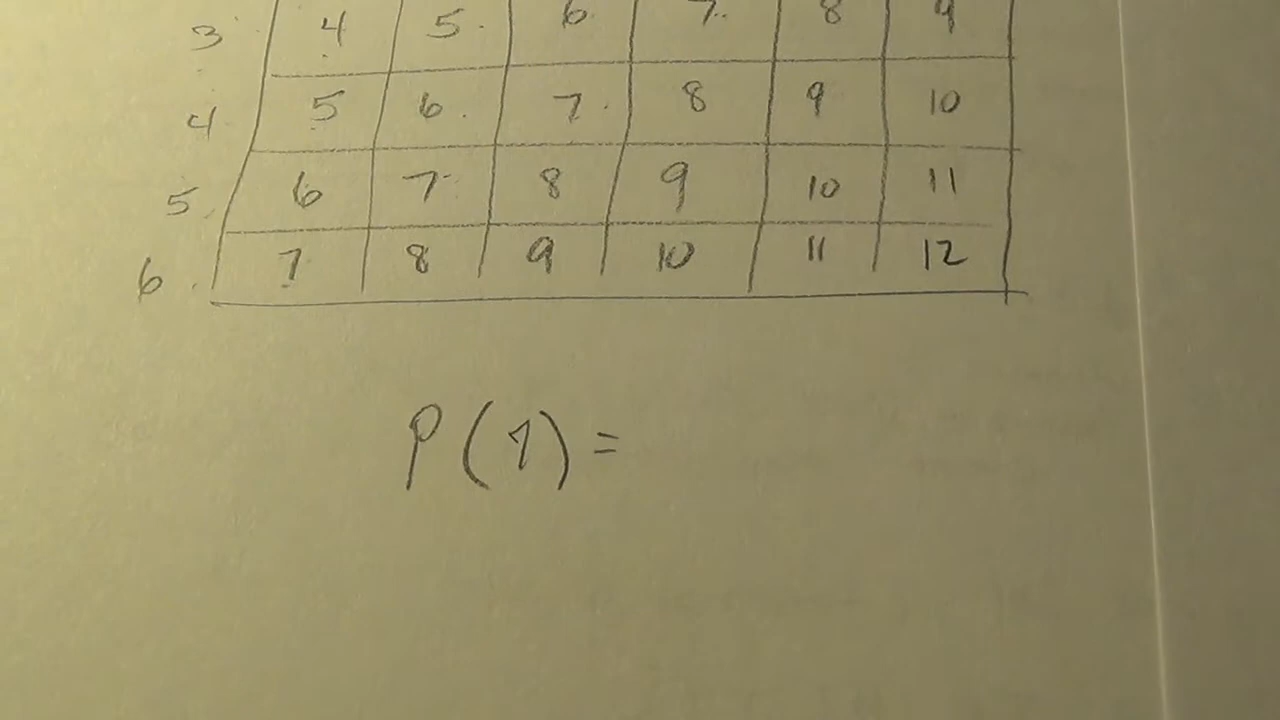 3 4 5 6 7 8 9
4 5 6 7 8 9 10
5 6 7 8 9 10 11
6 7 8 9 10 11 12
P(7)=